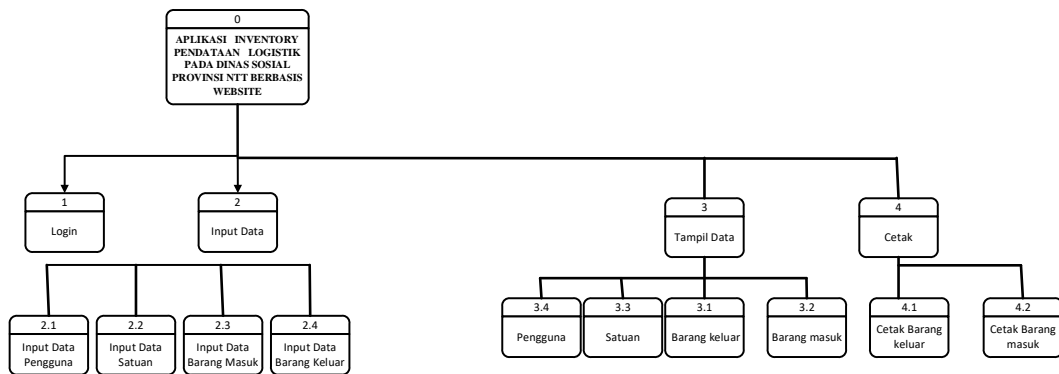 0
APLIKASI INVENTORY
PENDATAAN LOGISTIK
PADA DINAS SOSIAL
PROVINSI NTT BERBASIS
WEBSITE
1
Login
2
Input Data
3
Tampil Data
4
Cetak
2.1
Input Data
Pengguna
2.2
Input Data
Satuan
2.3
Input Data
Barang Masuk
2.4
Input Data
Barang Keluar
3.4
Pengguna
3.3
Satuan
3.1
Barang keluar
3.2
Barang masuk
4.1
Cetak Barang
keluar
4.2
Cetak Barang
masuk